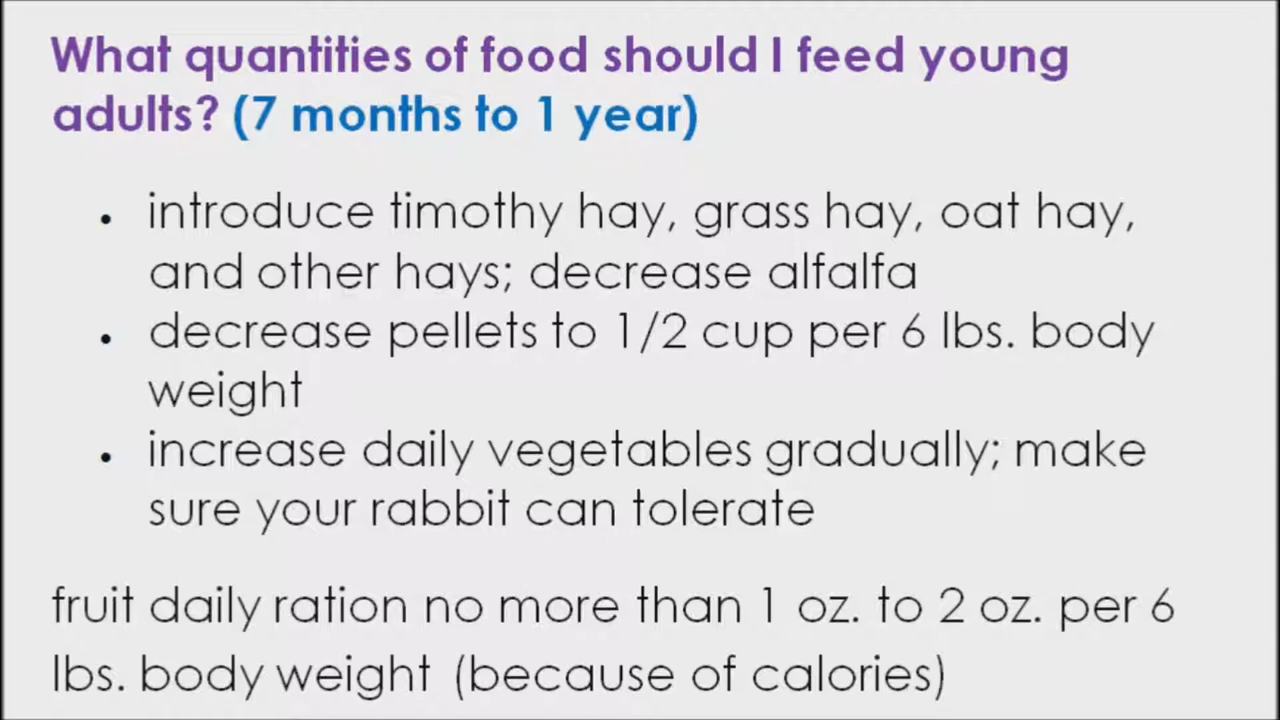 What quantities of food should I feed young
adults? (7 months to 1 year)
• introduce timothy hay, grass hay, oat hay,
and other hays; decrease alfalfa
• decrease pellets to 1/2 cup per 6 lbs. body
weight
• increase daily vegetables gradually; make
sure your rabbit can tolerate
fruit daily ration no more than 1 oz. to 2 oz. per 6
lbs. body weight (because of calories)